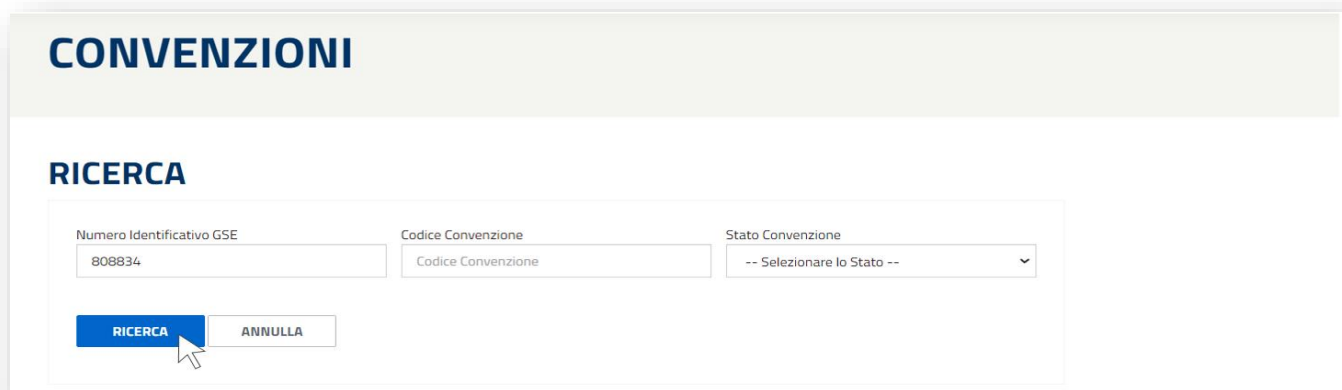 CONVENZIONI
RICERCA
Numero Identificativo GSE Codice Convenzione Stato Convenzione
808834 Codice Convenzione -- Selezionare lo Stato --
RICERCA ANNULLA